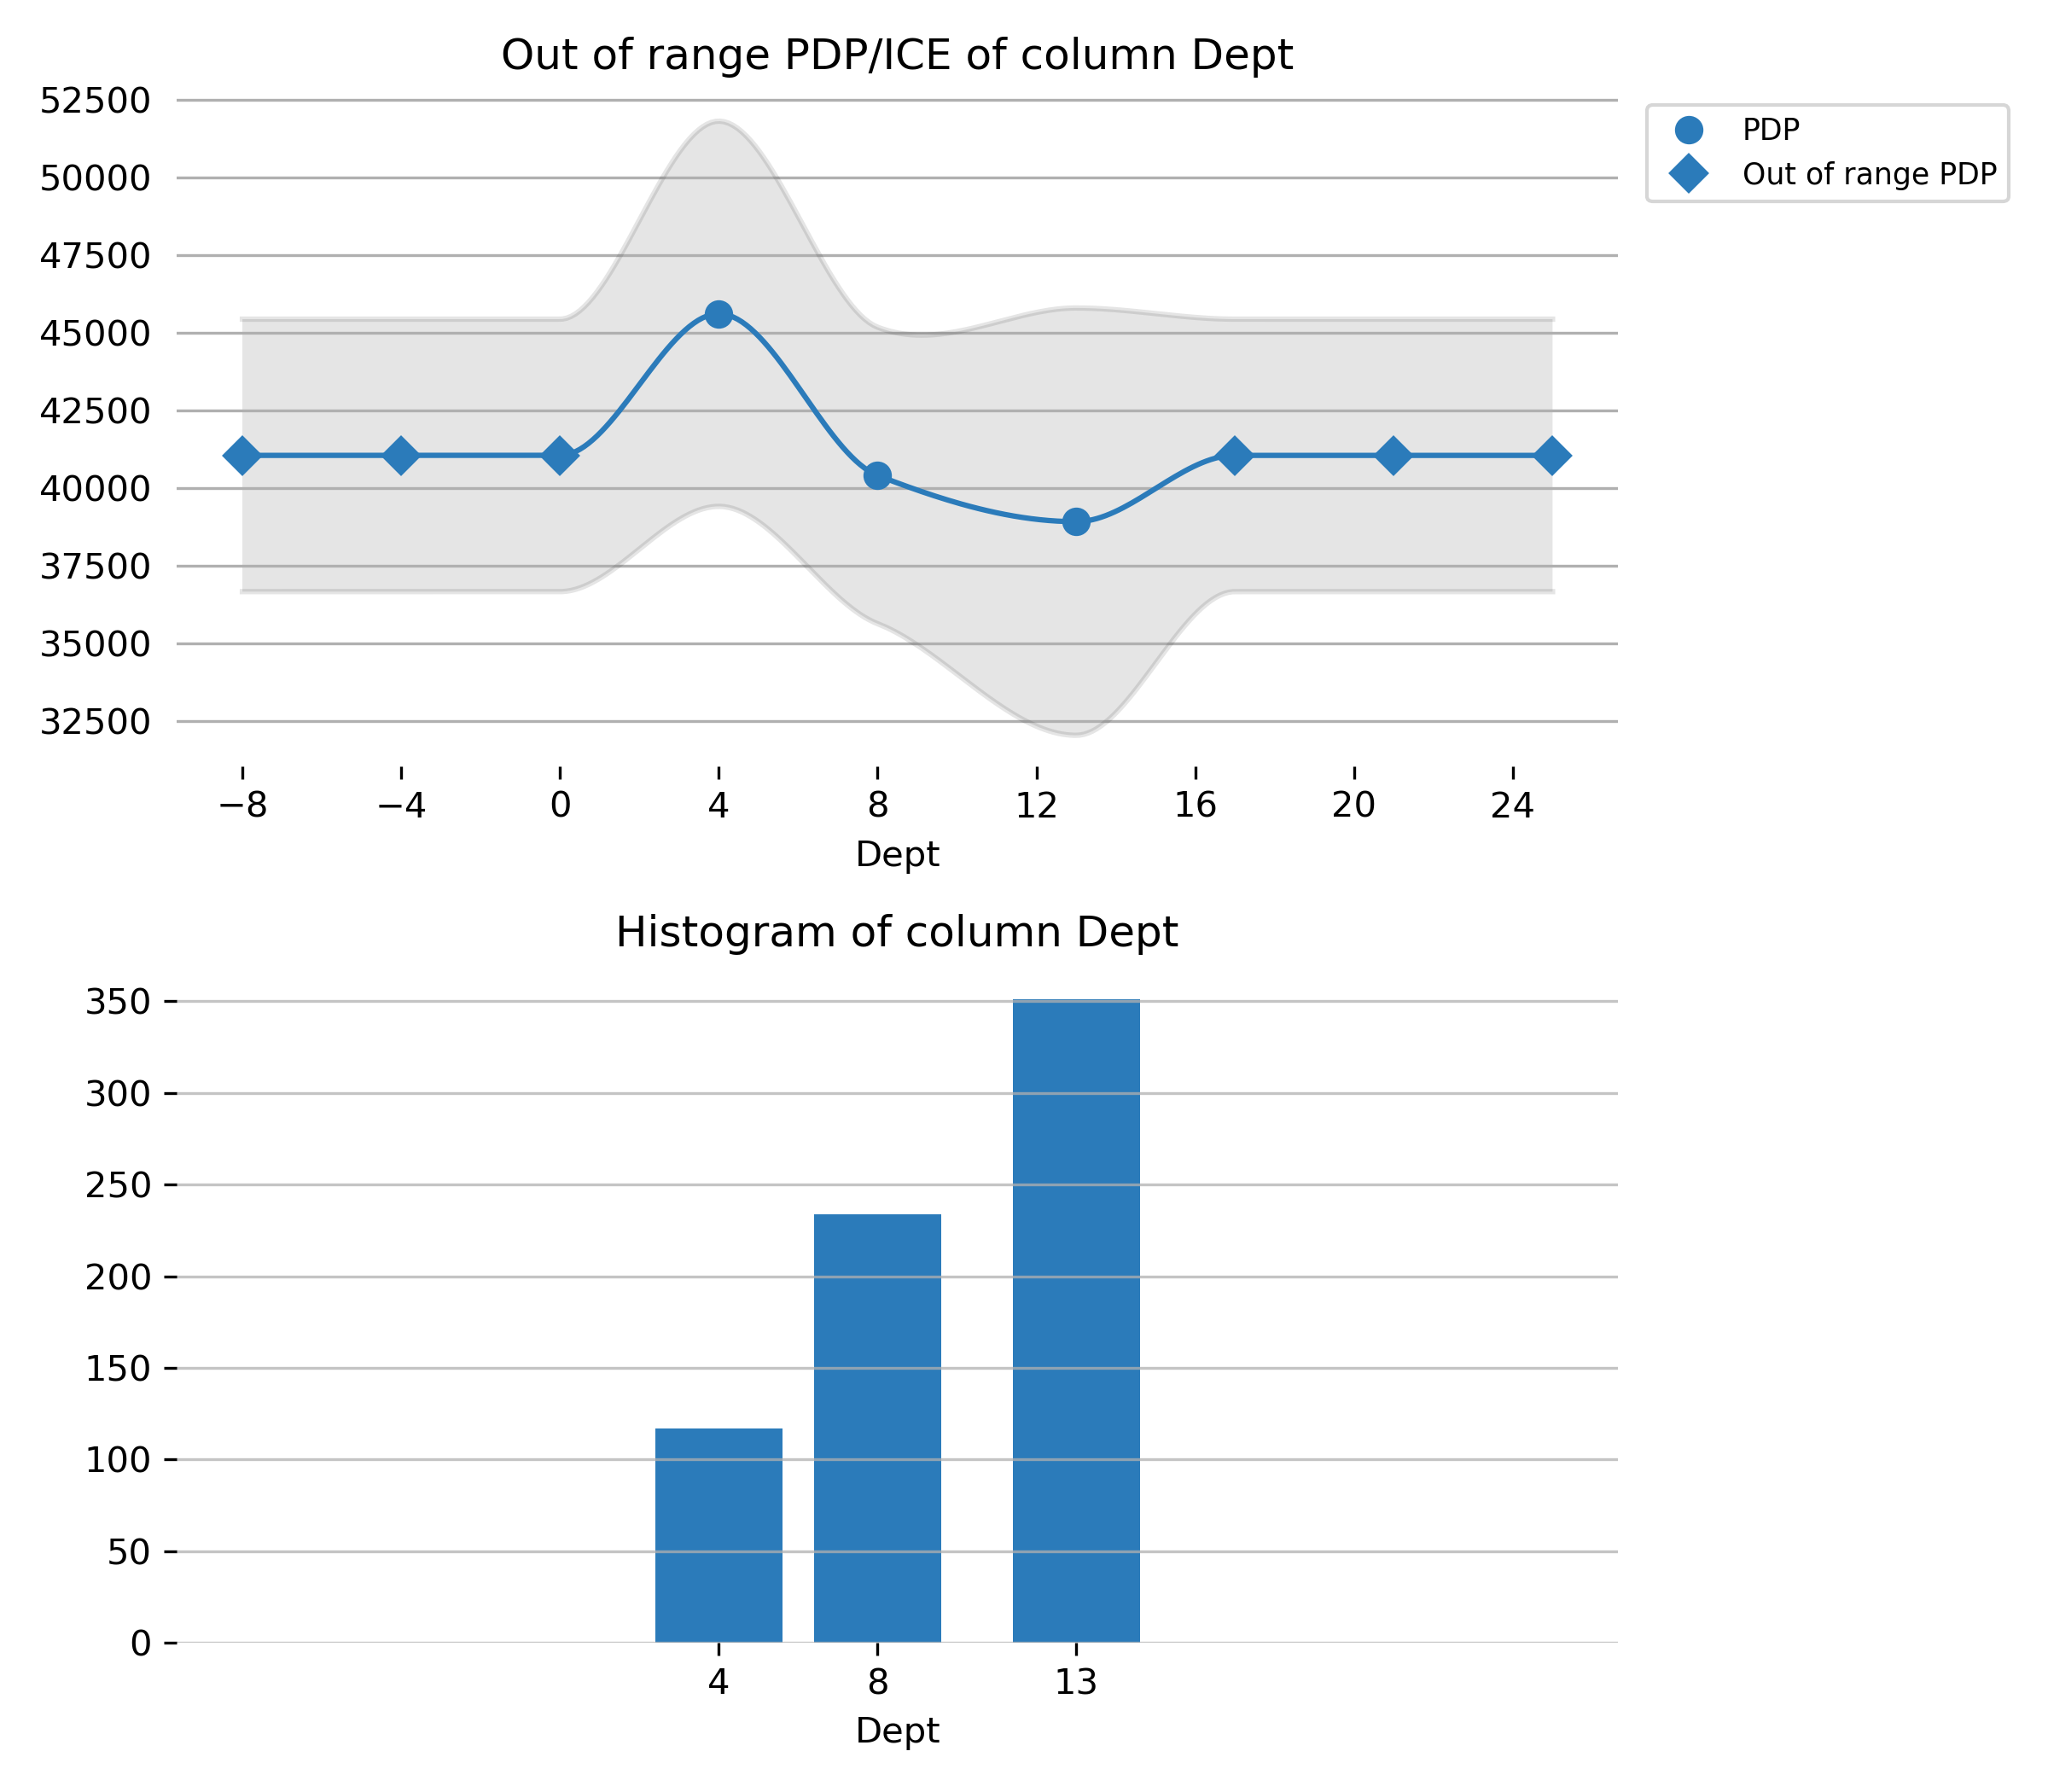 Out of range PDP/ICE of column Dept
52500
50000
47500
45000
42500
40000
37500
35000
32500
−8 −4 0 4 8 12 16 20 24
Dept
PDP
Out of range PDP
Histogram of column Dept
350
300
250
200
150
100
50
0
4 8 13
Dept